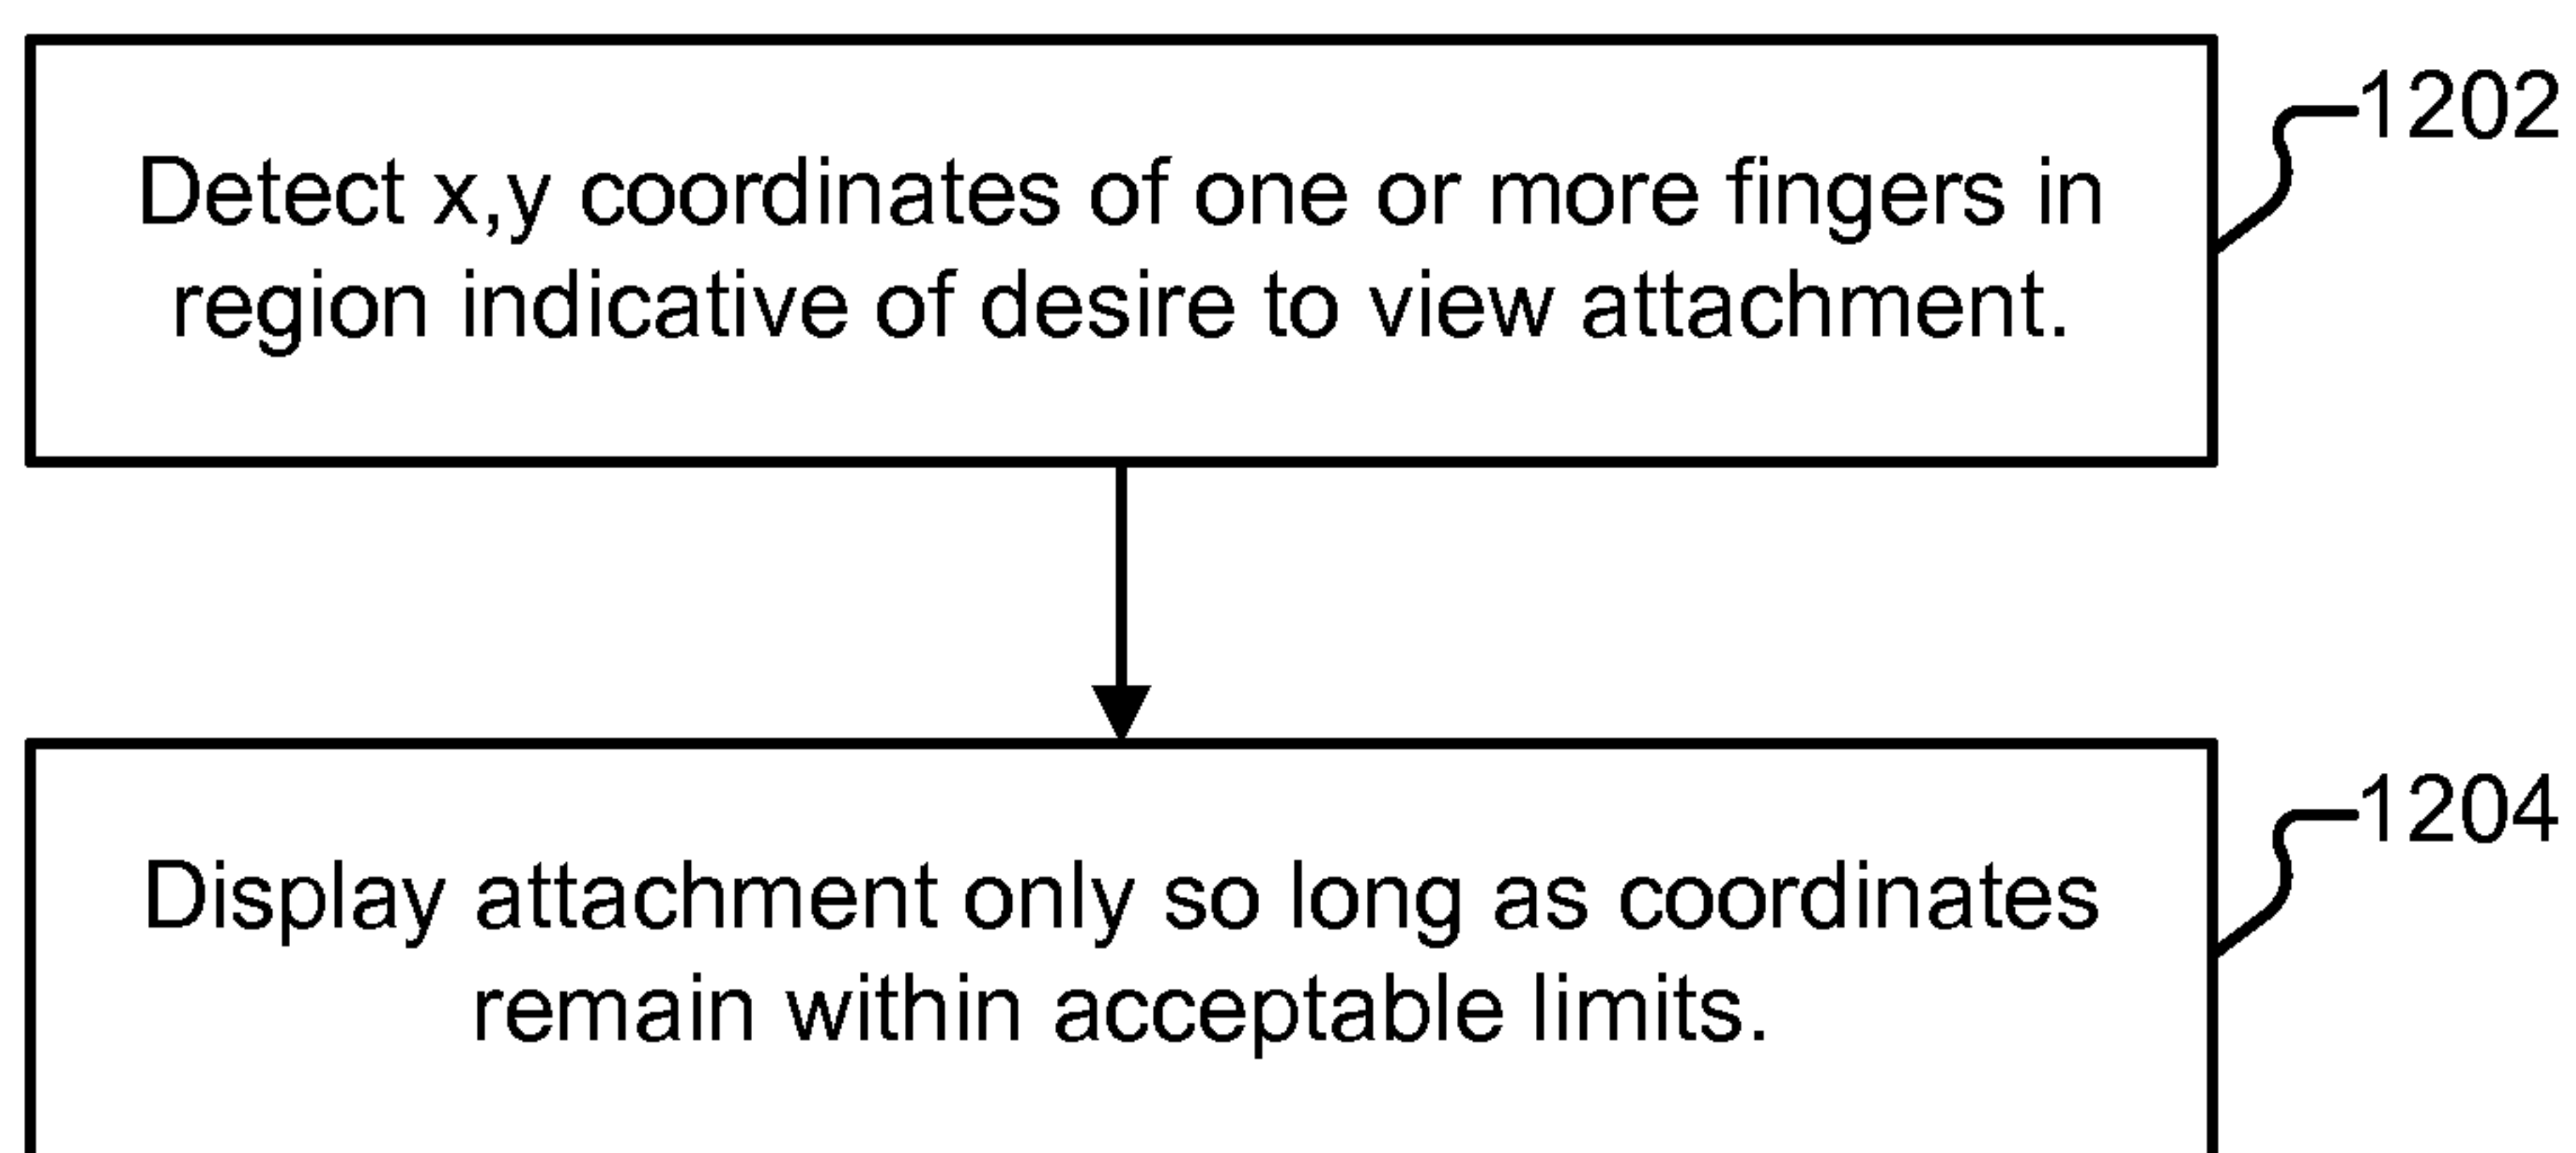 1202
Detect x,y coordinates of one or more fingers in
region indicative of desire to view attachment.
1204
Display attachment only so long as coordinates
remain within acceptable limits.